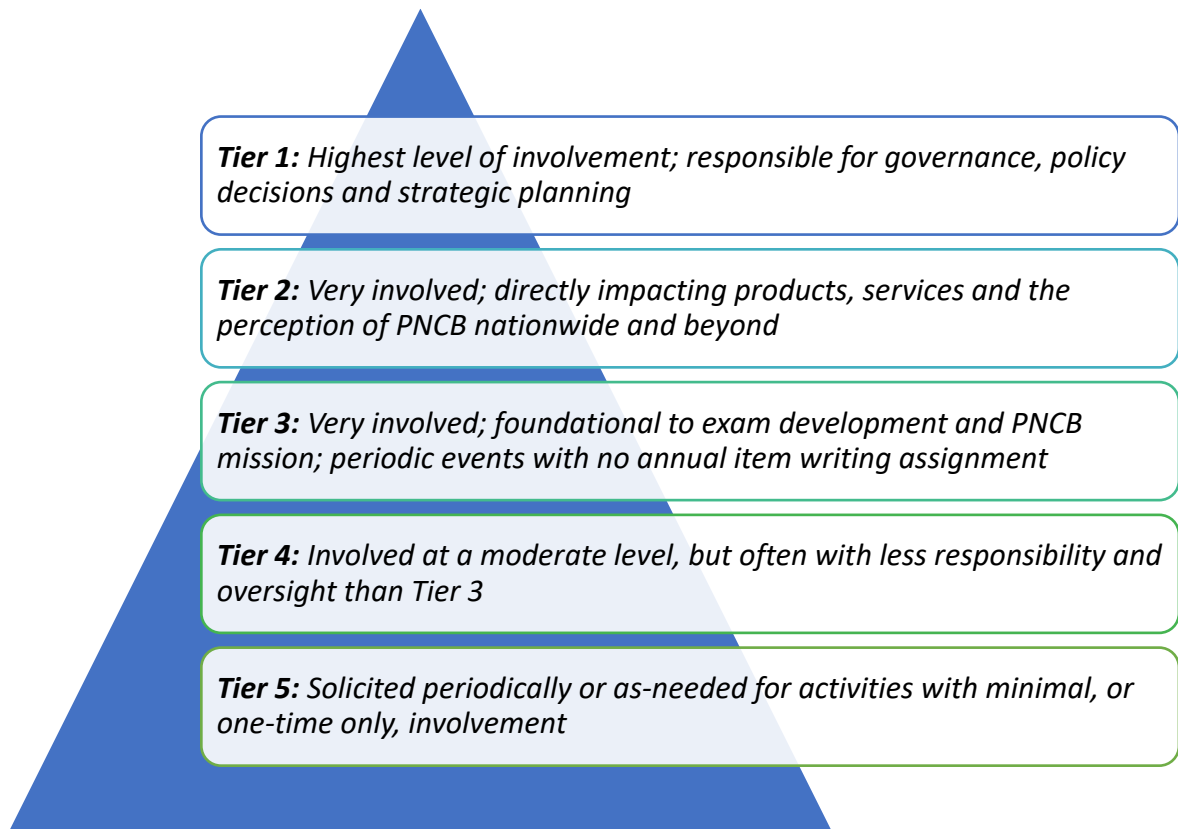 Tier 1: Highest level of involvement; responsible for governance, policy
decisions and strategic planning
Tier 2: Very involved; directly impacting products, services and the
perception of PNCB nationwide and beyond
Tier 3: Very involved; foundational to exam development and PNCB
mission; periodic events with no annual item writing assignment
Tier 4: Involved at a moderate level, but often with less responsibility and
oversight than Tier 3
Tier 5: Solicited periodically or as-needed for activities with minimal, or
one-time only, involvement